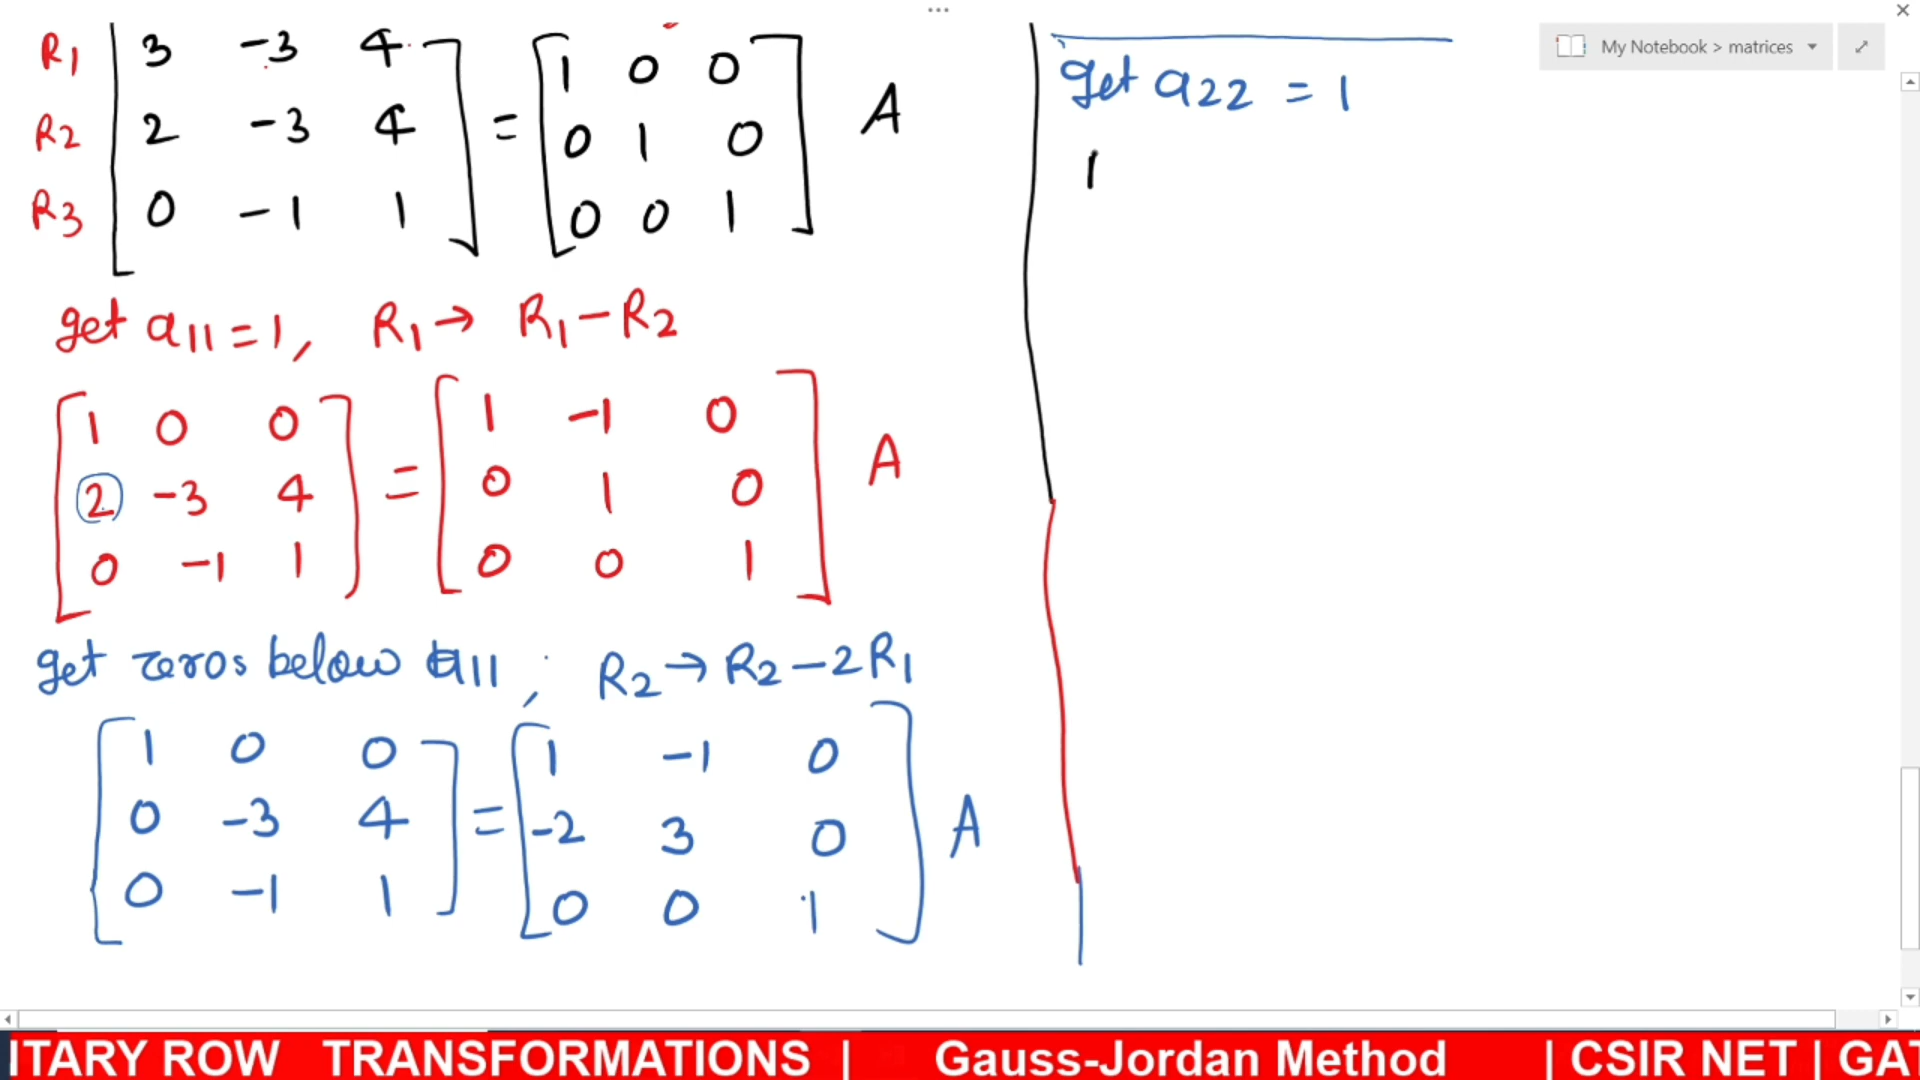 R1 3 -3 4 1 0 0
R2 2 -3 4 = 0 1 0 A
R3 0 -1 1 0 0 1
get a11 = 1, R1 → R1 - R2
1 0 0 1 -1 0
2 -3 4 = 0 1 0 A
0 -1 1 0 0 1
get zeros below a11 ; R2 → R2 - 2R1
1 0 0 1 -1 0
0 -3 4 = -2 3 0 A
0 -1 1 0 0 1
get a22 = 1
My Notebook > matrices
ITARY ROW TRANSFORMATIONS | Gauss-Jordan Method | CSIR NET | GAT